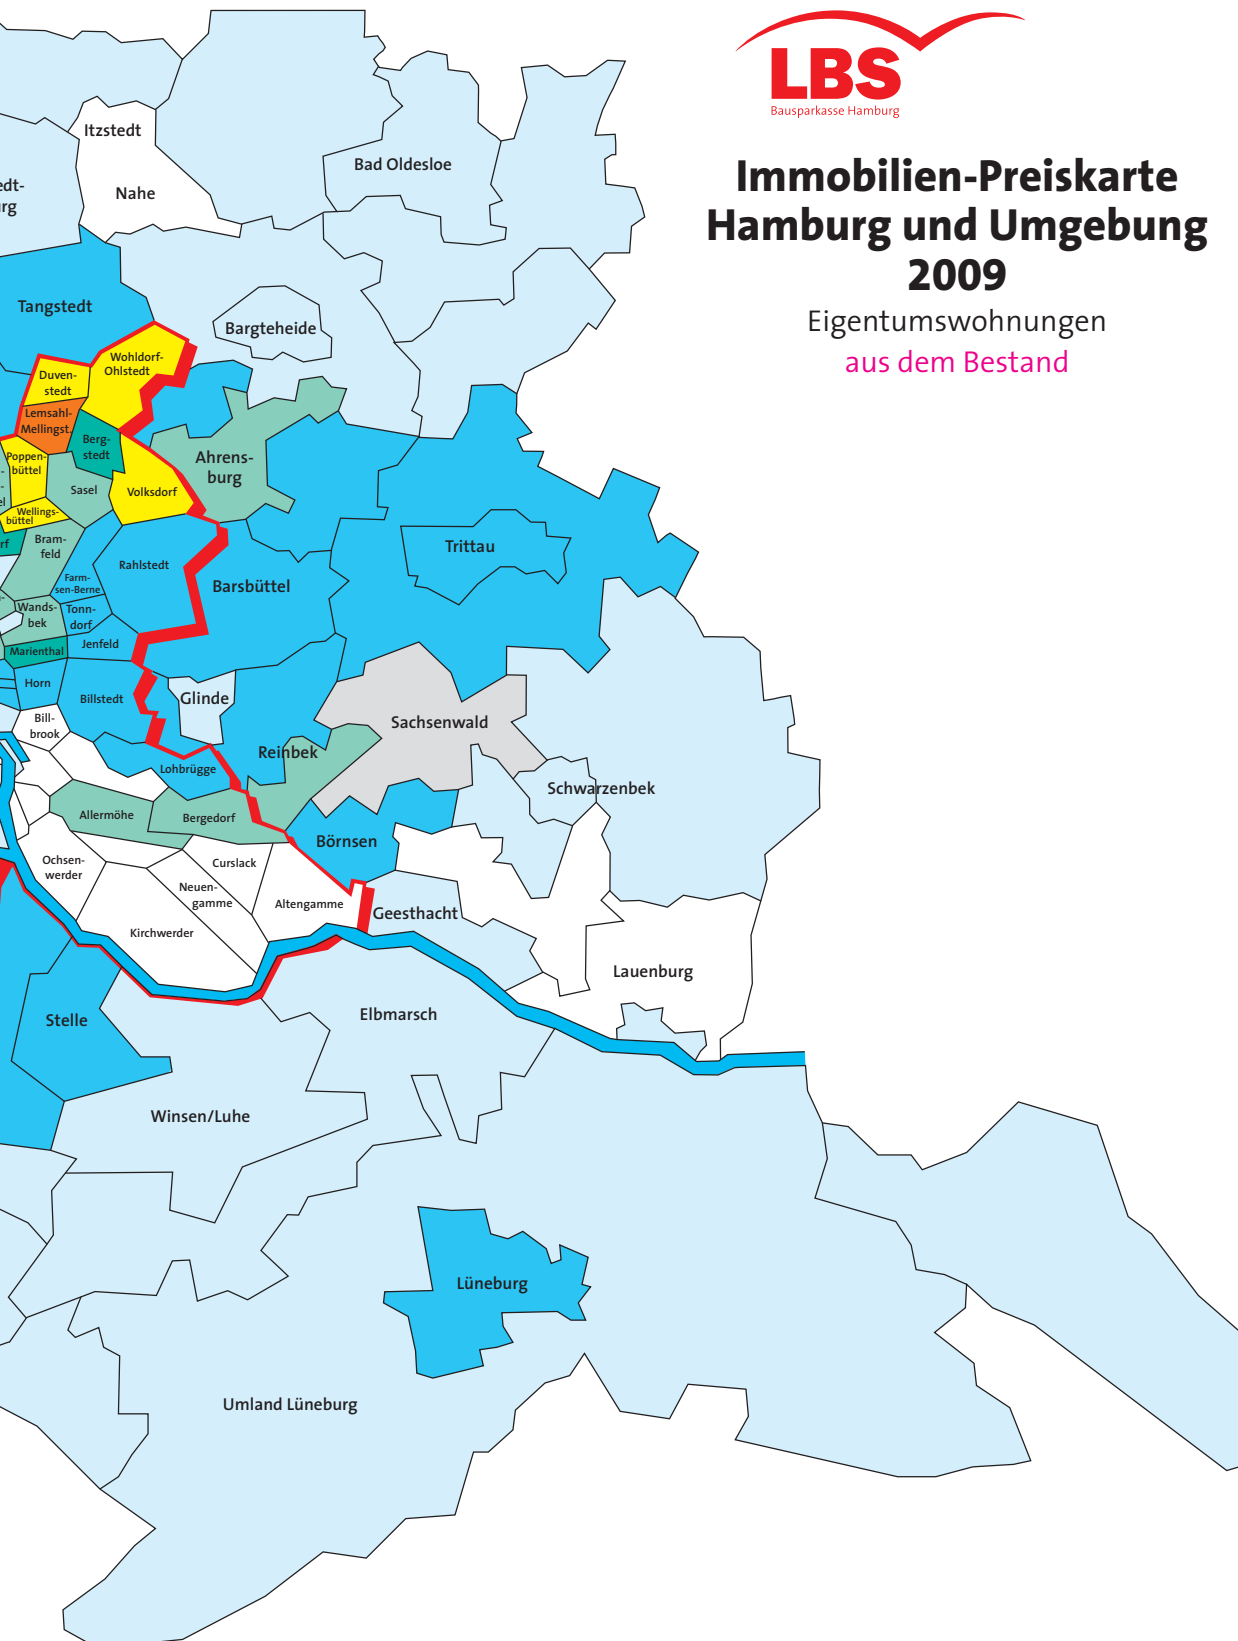 LBS
Bausparkasse Hamburg
Immobilien-Preiskarte
Hamburg und Umgebung
2009
Eigentumswohnungen
aus dem Bestand
Itzstedt
Nahe
Bad Oldesloe
edt-
rg
Tangstedt
Bargteheide
Wohldorf-
Ohlstedt
Duven-
stedt
Lemsahl-
Mellingst.
Berg-
stedt
Poppen-
büttel
Sasel
Volksdorf
Ahrens-
burg
el
Wellings-
büttel
rf
Bram-
feld
Rahlstedt
Farm-
sen-Berne
Barsbüttel
Trittau
Wands-
bek
Tonn-
dorf
Marienthal
Jenfeld
Horn
Billstedt
Glinde
Bill-
brook
Sachsenwald
Reinbek
Lohbrügge
Schwarzenbek
Allermöhe
Bergedorf
Börnsen
Ochsen-
werder
Curslack
Neuen-
gamme
Altengamme
Geesthacht
Kirchwerder
Lauenburg
Stelle
Elbmarsch
Winsen/Luhe
Lüneburg
Umland Lüneburg